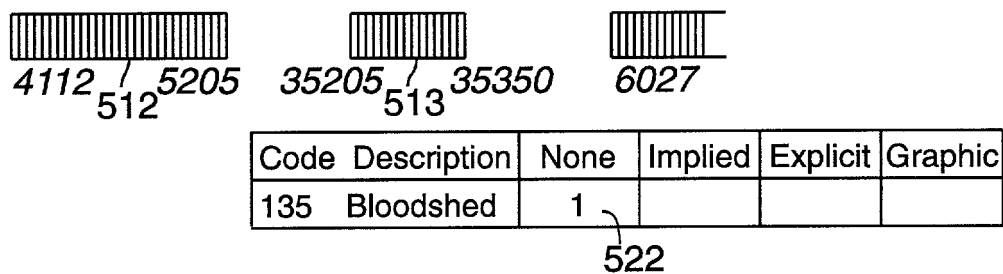 4112 5205 35205 35350 6027
512 513
Code Description None Implied Explicit Graphic
135 Bloodshed 1
522